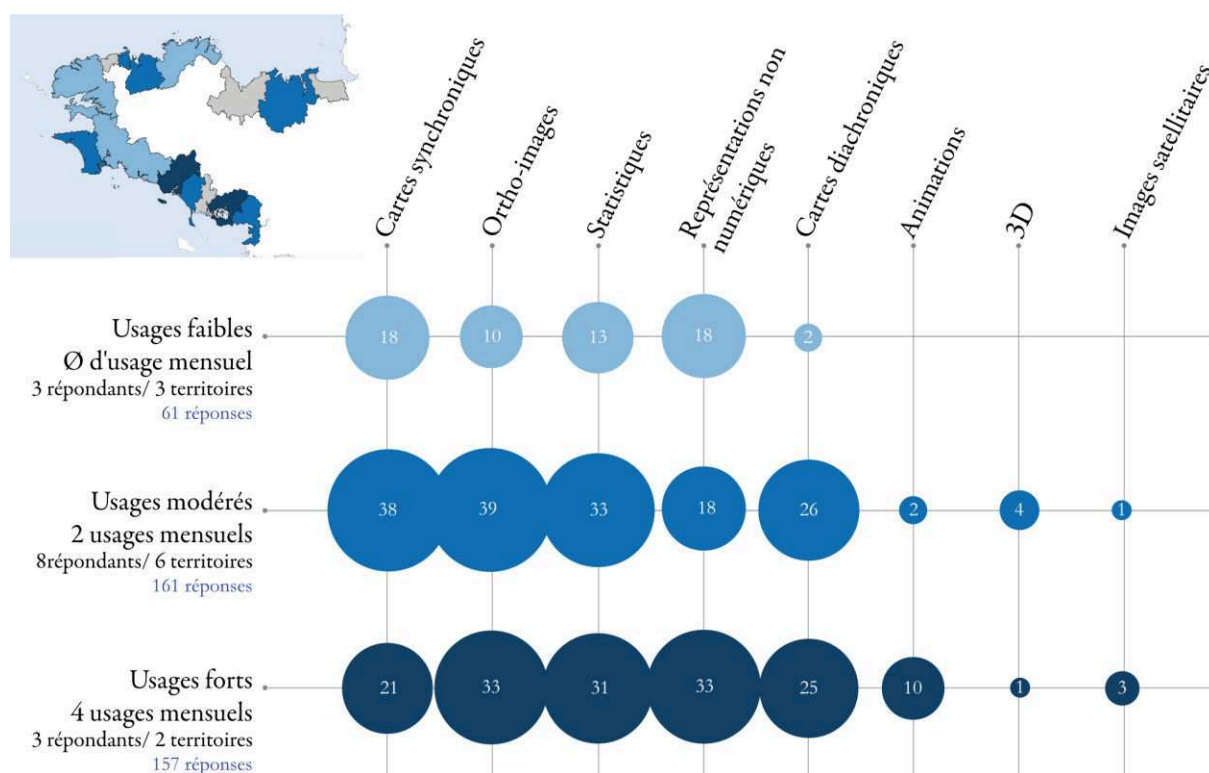 Cartes synchroniques
Ortho-images
Statistiques
Représentations non
numériques
Cartes diachroniques
Animations
3D
Images satellitaires
Usages faibles
Ø d'usage mensuel
3 répondants/ 3 territoires
61 réponses
18
10
13
18
2
Usages modérés
2 usages mensuels
8répondants/ 6 territoires
161 réponses
38
39
33
18
26
2
4
1
Usages forts
4 usages mensuels
3 répondants/ 2 territoires
157 réponses
21
33
31
33
25
10
1
3